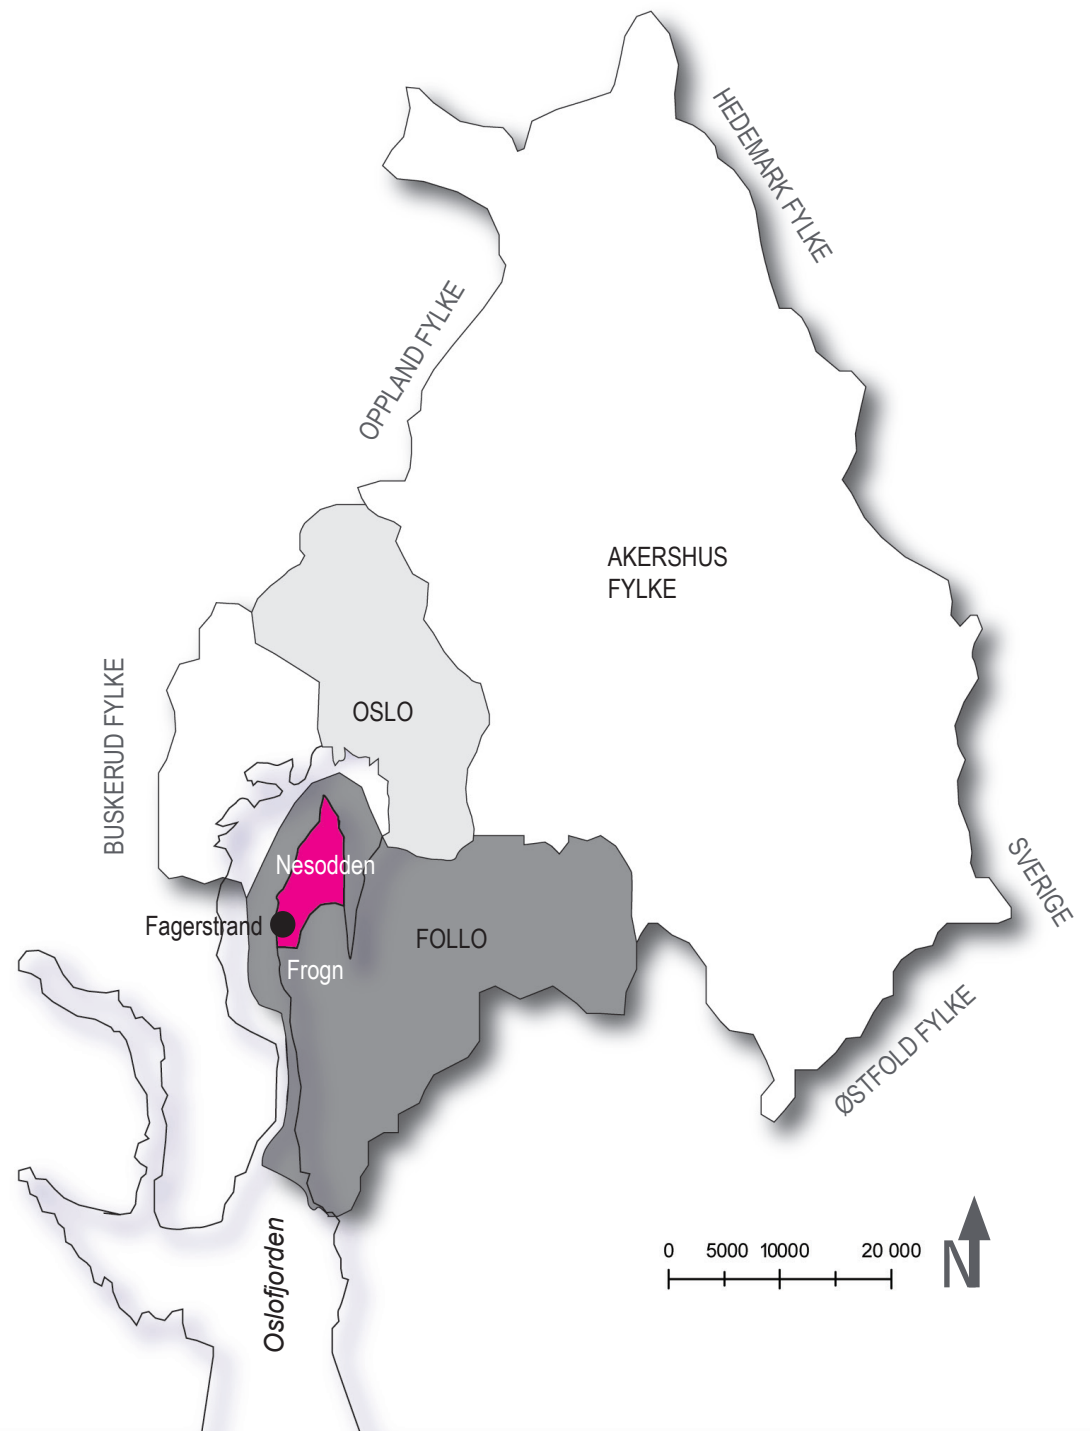 HEDEMARK FYLKE
OPPLAND FYLKE
AKERSHUS
FYLKE
BUSKERUD FYLKE
OSLO
SVERIGE
Nesodden
Fagerstrand
FOLLO
Frogn
ØSTFOLD FYLKE
Oslofjorden
0 5000 10000 20 000
N